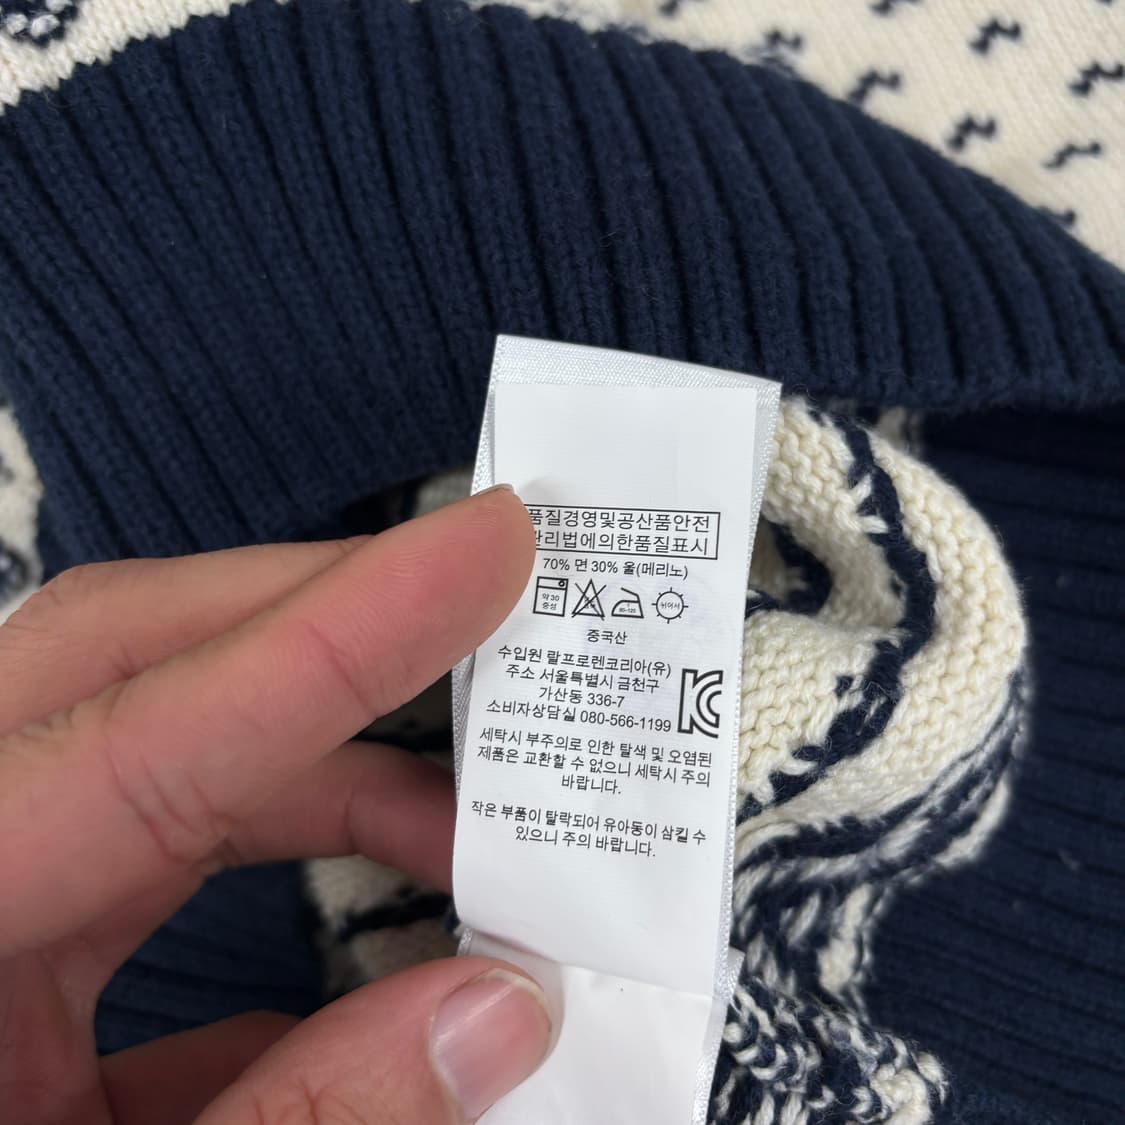 품질경영및공산품안전
관리법에의한품질표시
70% 면 30% 울(메리노)
약 30
중성
80-120
뉘어서
중국산
수입원 랄프로렌코리아(유)
주소 서울특별시 금천구
가산동 336-7
소비자상담실 080-566-1199
세탁시 부주의로 인한 탈색 및 오염된
제품은 교환할 수 없으니 세탁시 주의
바랍니다.
작은 부품이 탈락되어 유아동이 삼킬 수
있으니 주의 바랍니다.